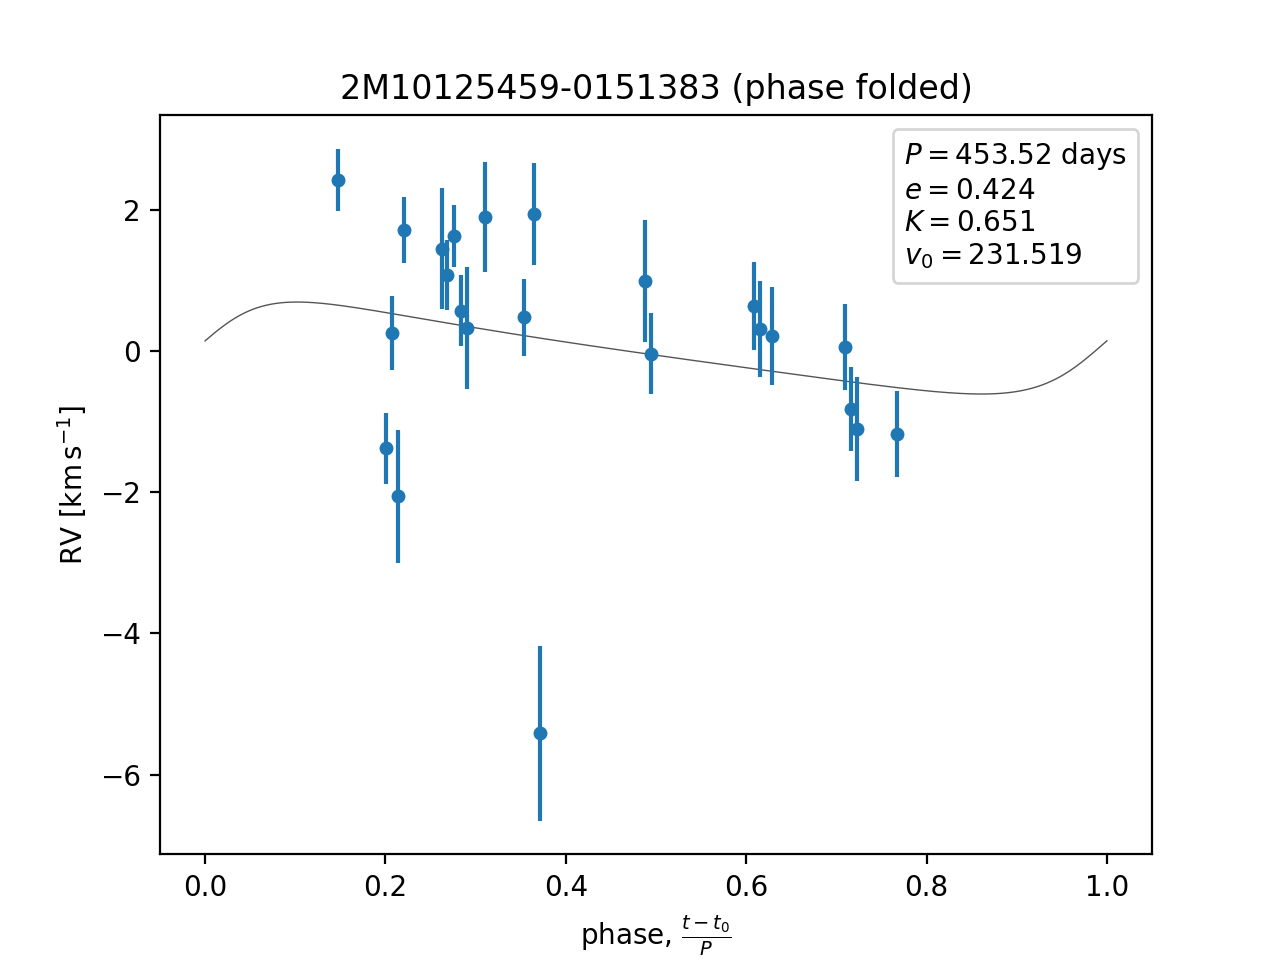 2M10125459-0151383 (phase folded)
P = 453.52 days
e = 0.424
K = 0.651
v₀ = 231.519
2
0
−2
−4
−6
RV [km s⁻¹]
0.0 0.2 0.4 0.6 0.8 1.0
phase, (t − t₀)/P